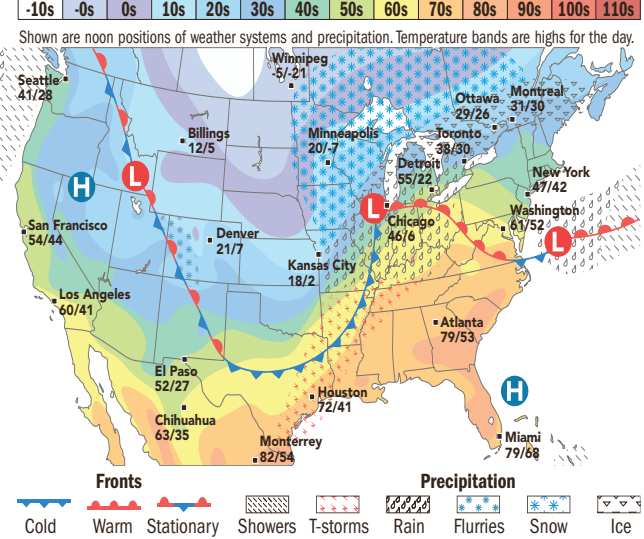 -10s -0s 0s 10s 20s 30s 40s 50s 60s 70s 80s 90s 100s 110s
Shown are noon positions of weather systems and precipitation. Temperature bands are highs for the day.
Winnipeg
-5/-21
Seattle
41/28
Ottawa
29/26
Montreal
31/30
Billings
12/5
Minneapolis
20/-7
Toronto
38/30
Detroit
55/22
L
H
New York
47/42
L
Washington
61/52
San Francisco
54/44
Denver
21/7
Chicago
46/6
L
Kansas City
18/2
Los Angeles
60/41
Atlanta
79/53
El Paso
52/27
Houston
72/41
H
Chihuahua
63/35
Monterrey
82/54
Miami
79/68
Fronts
Precipitation
Cold Warm Stationary Showers T-storms Rain Flurries Snow Ice